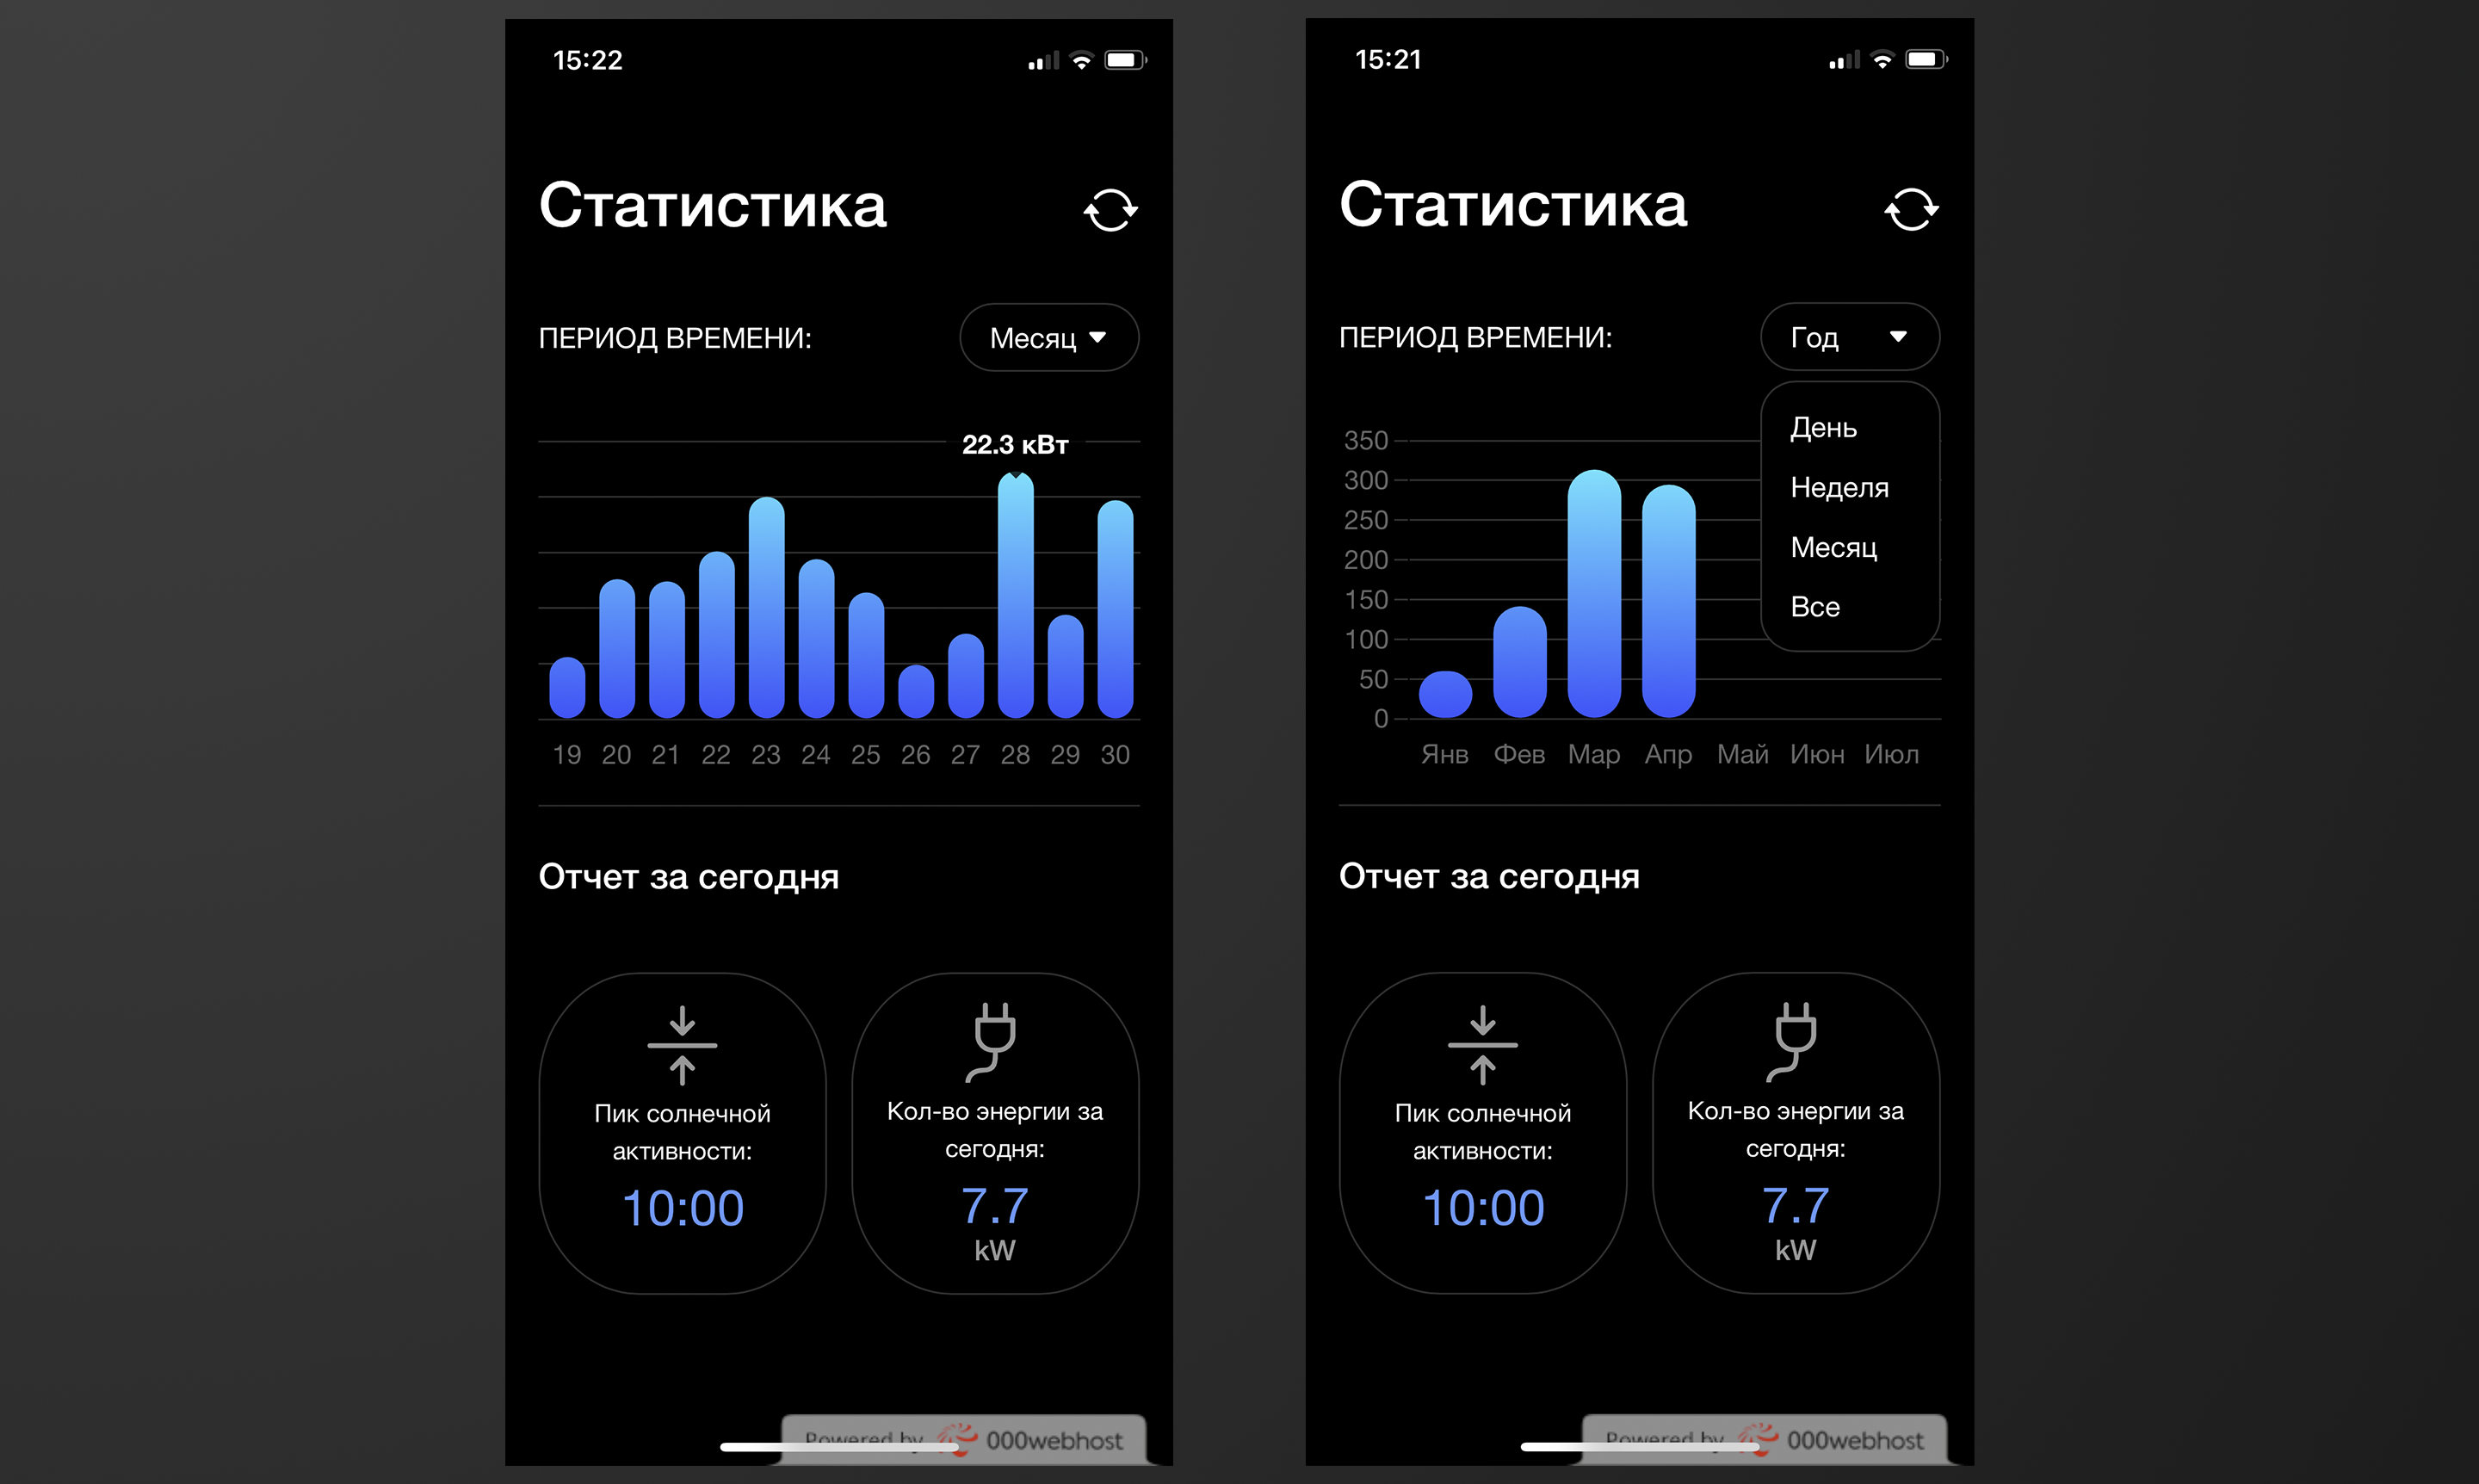 15:22
Статистика
ПЕРИОД ВРЕМЕНИ:
Месяц
22.3 кВт
19 20 21 22 23 24 25 26 27 28 29 30
Отчет за сегодня
Пик солнечной
активности:
10:00
Кол-во энергии за
сегодня:
7.7
kW
Powered by 000webhost
15:21
Статистика
ПЕРИОД ВРЕМЕНИ:
Год
День
Неделя
Месяц
Все
350
300
250
200
150
100
50
0
Янв Фев Мар Апр Май Июн Июл
Отчет за сегодня
Пик солнечной
активности:
10:00
Кол-во энергии за
сегодня:
7.7
kW
Powered by 000webhost